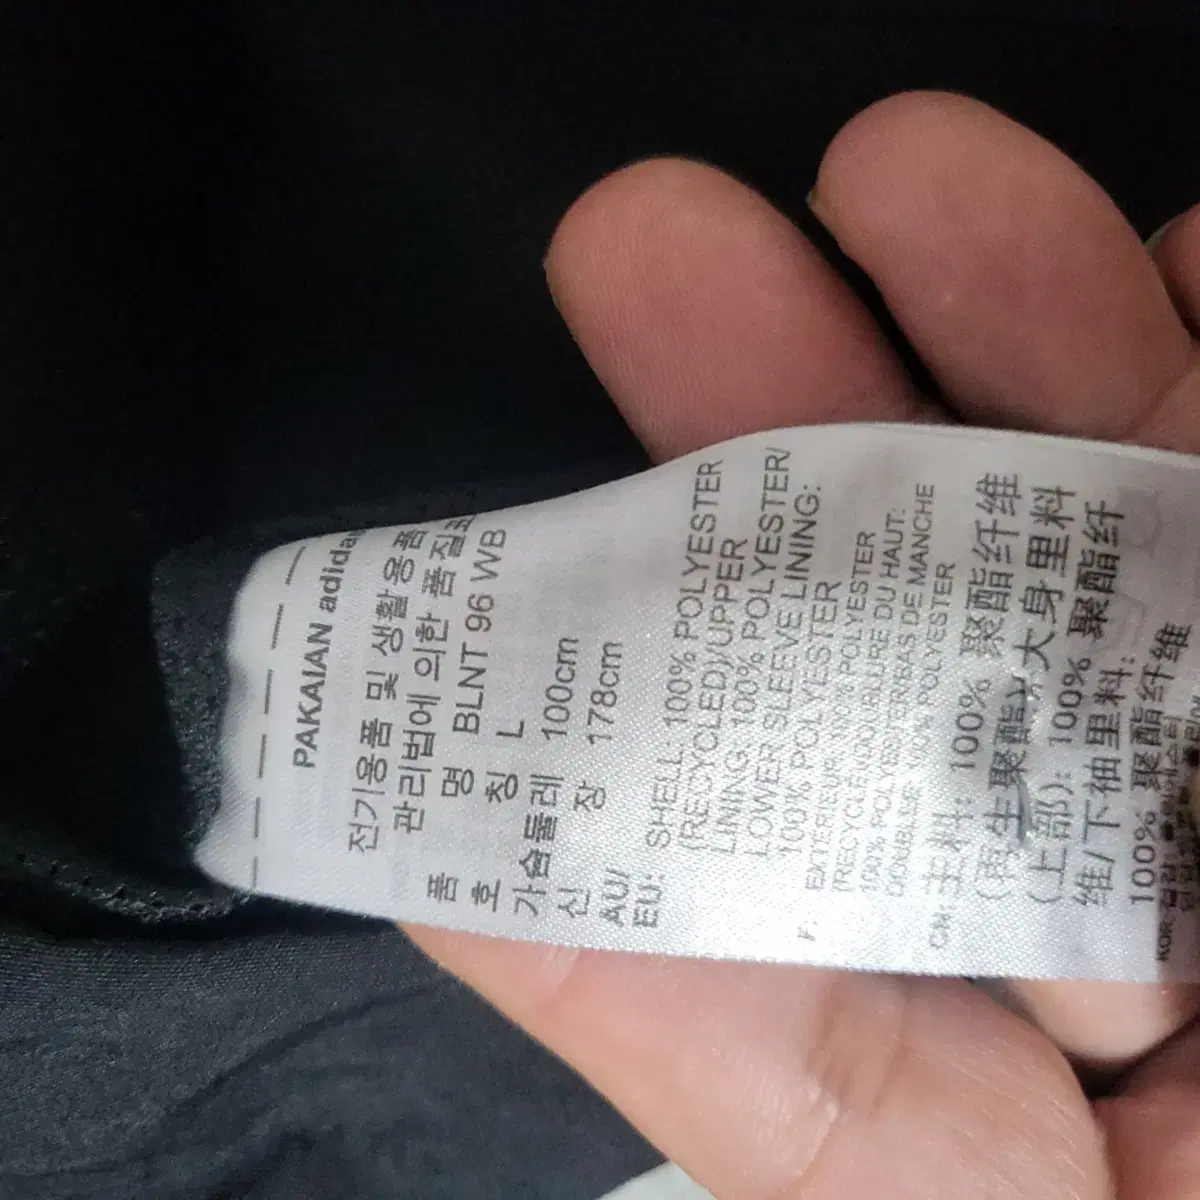 PAKAIAN adidas
전기용품 및 생활용품
관리법에 의한 품질표
품 명 BLNT 96 WB
호 칭 L
가슴둘레 100cm
신 장 178cm
AU/
EU: SHELL: 100% POLYESTER
(RECYCLED)/UPPER
LINING: 100% POLYESTER/
LOWER SLEEVE LINING:
100% POLYESTER
F: EXTERIEUR: 100% POLYESTER
(RECYCLE)/DOUBLURE DU HAUT:
100% POLYESTER/BAS DE MANCHE
DOUBLEE: 100% POLYESTER
CN: 主料: 100% 聚酯纤维
(再生聚酯)/大身里料
(上部): 100% 聚酯纤
维/下袖里料:
100% 聚酯纤维
KOR: 겉감: